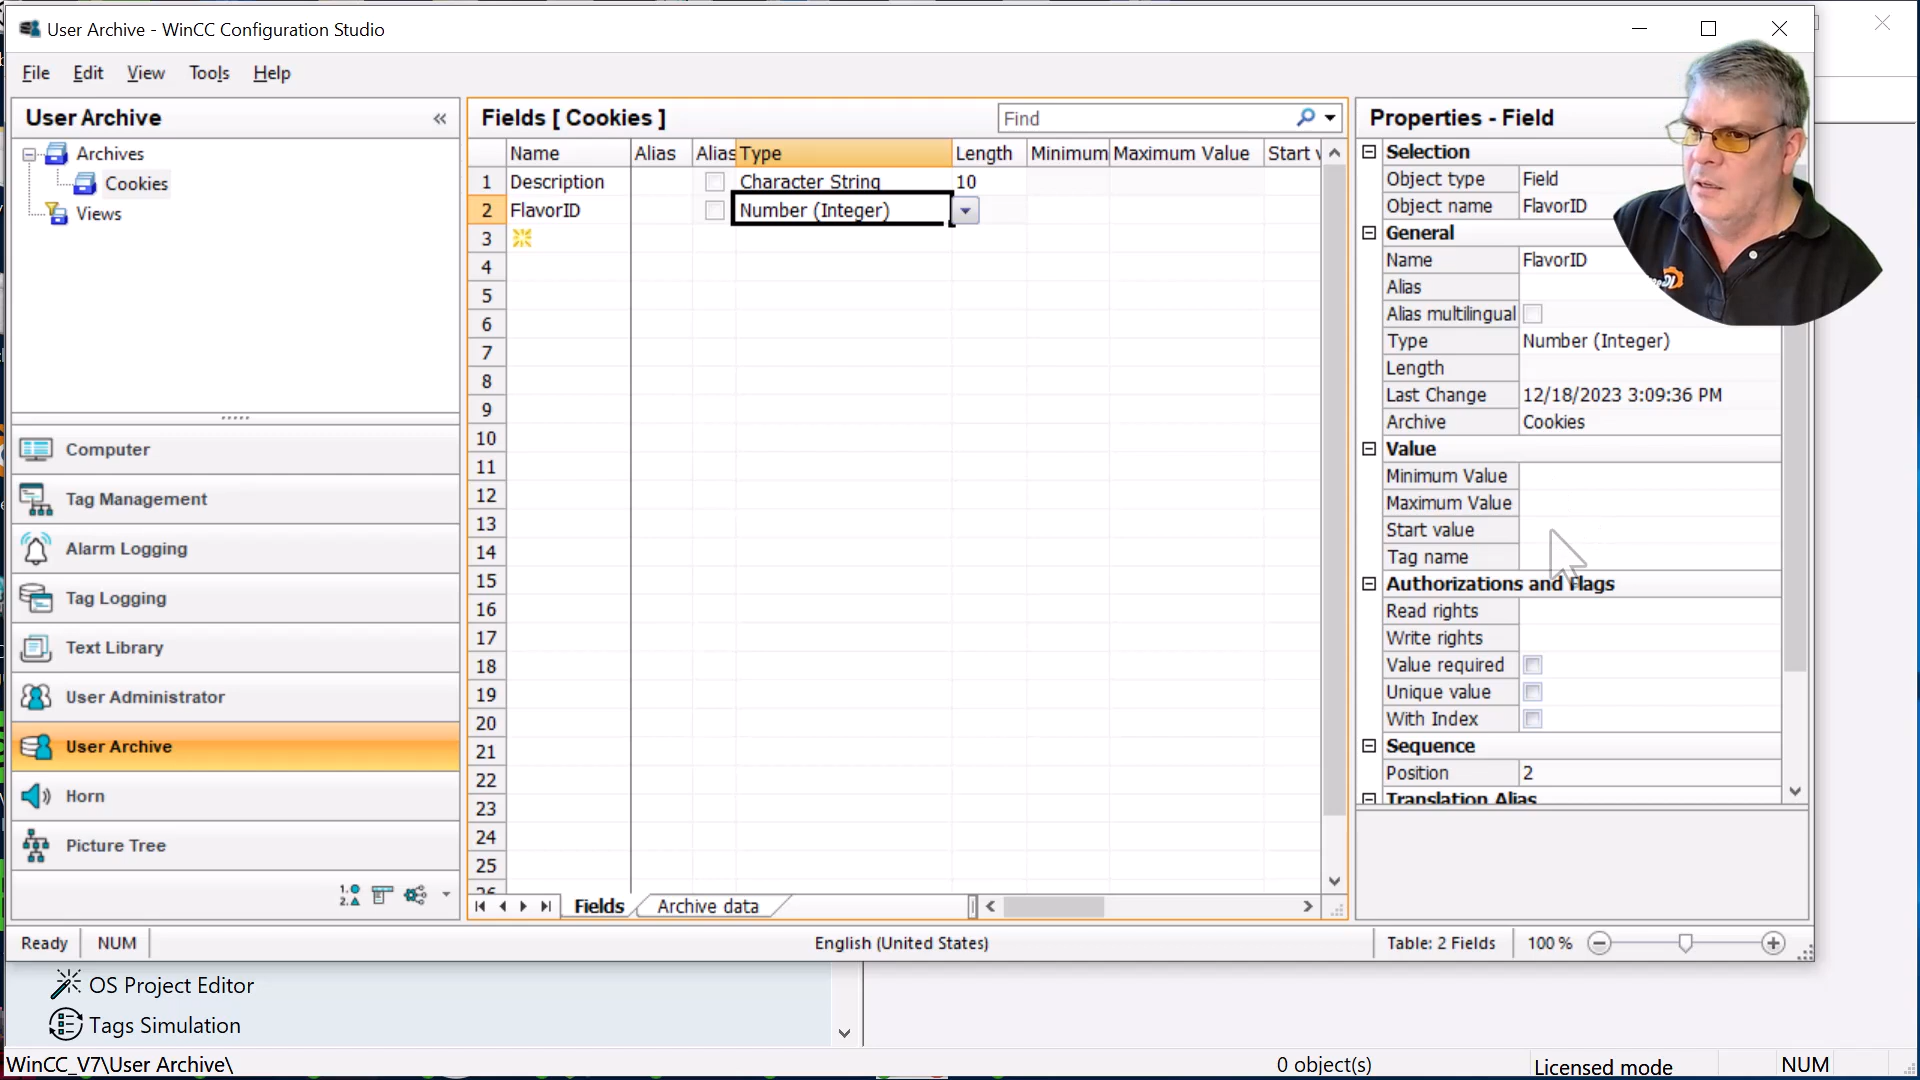 User Archive - WinCC Configuration Studio
File Edit View Tools Help
User Archive
Archives
Cookies
Views
Computer
Tag Management
Alarm Logging
Tag Logging
Text Library
User Administrator
User Archive
Horn
Picture Tree
Fields [ Cookies ]
Find
Name Alias Alias Type Length Minimum Maximum Value Start v
1 Description Character String 10
2 FlavorID Number (Integer)
3
4
5
6
7
8
9
10
11
12
13
14
15
16
17
18
19
20
21
22
23
24
25
26
Fields Archive data
Properties - Field
Selection
Object type Field
Object name FlavorID
General
Name FlavorID
Alias
Alias multilingual
Type Number (Integer)
Length
Last Change 12/18/2023 3:09:36 PM
Archive Cookies
Value
Minimum Value
Maximum Value
Start value
Tag name
Authorizations and Flags
Read rights
Write rights
Value required
Unique value
With Index
Sequence
Position 2
Translation Alias
Ready NUM English (United States) Table: 2 Fields 100 %
OS Project Editor
Tags Simulation
WinCC_V7\User Archive\ 0 object(s) Licensed mode NUM